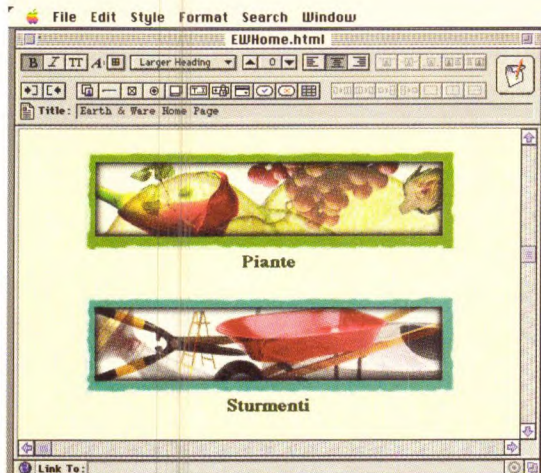 File Edit Style Format Search Window
EWHome.html
B I TT A Larger Heading 0
Title: Earth & Ware Home Page
Piante
Sturmenti
Link To: